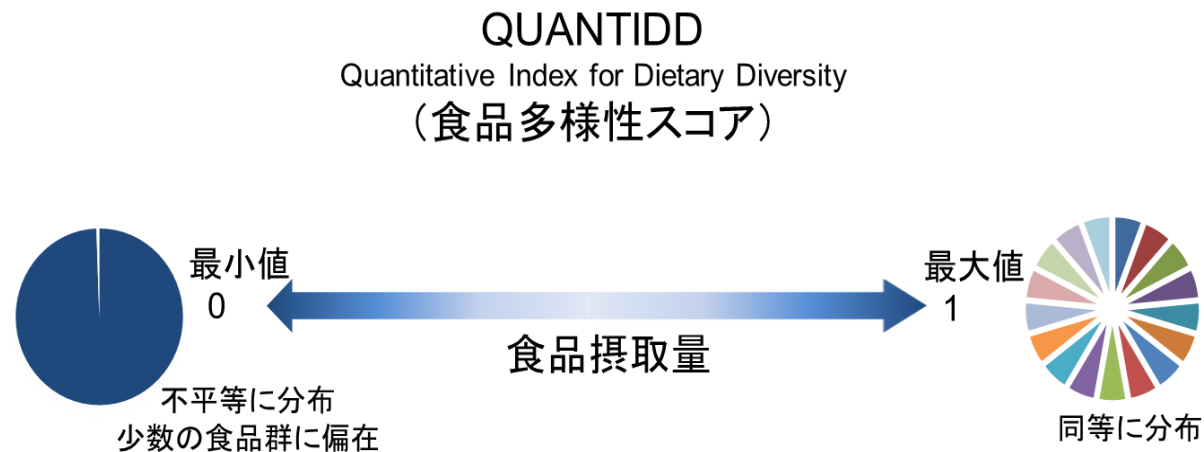 QUANTIDD
Quantitative Index for Dietary Diversity
（食品多様性スコア）
最小値
0
最大値
1
食品摂取量
不平等に分布
少数の食品群に偏在
同等に分布